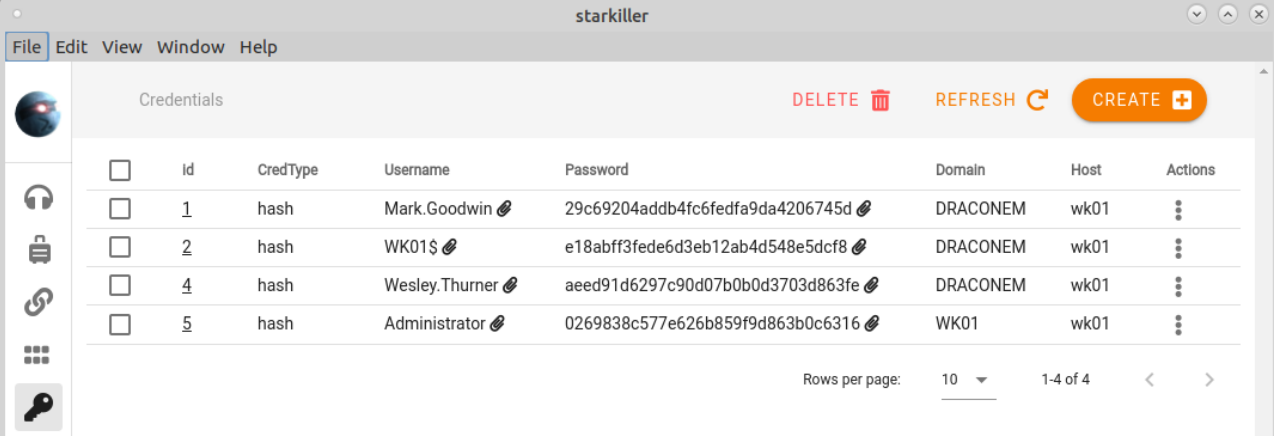 starkiller
File Edit View Window Help
Credentials DELETE REFRESH CREATE
Id CredType Username Password Domain Host Actions
1 hash Mark.Goodwin 29c69204addb4fc6fedfa9da4206745d DRACONEM wk01
2 hash WK01$ e18abff3fede6d3eb12ab4d548e5dcf8 DRACONEM wk01
4 hash Wesley.Thurner aeed91d6297c90d07b0b0d3703d863fe DRACONEM wk01
5 hash Administrator 0269838c577e626b859f9d863b0c6316 WK01 wk01
Rows per page: 10 1-4 of 4